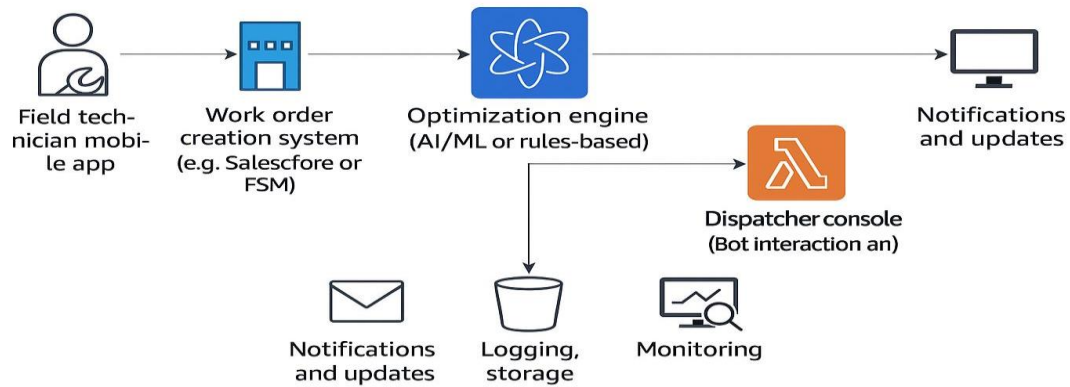 Field tech-
nician mobi-
le app
Work order
creation system
(e.g. Salescfore or
FSM)
Optimization engine
(AI/ML or rules-based)
Notifications
and updates
Dispatcher console
(Bot interaction an)
Notifications
and updates
Logging,
storage
Monitoring